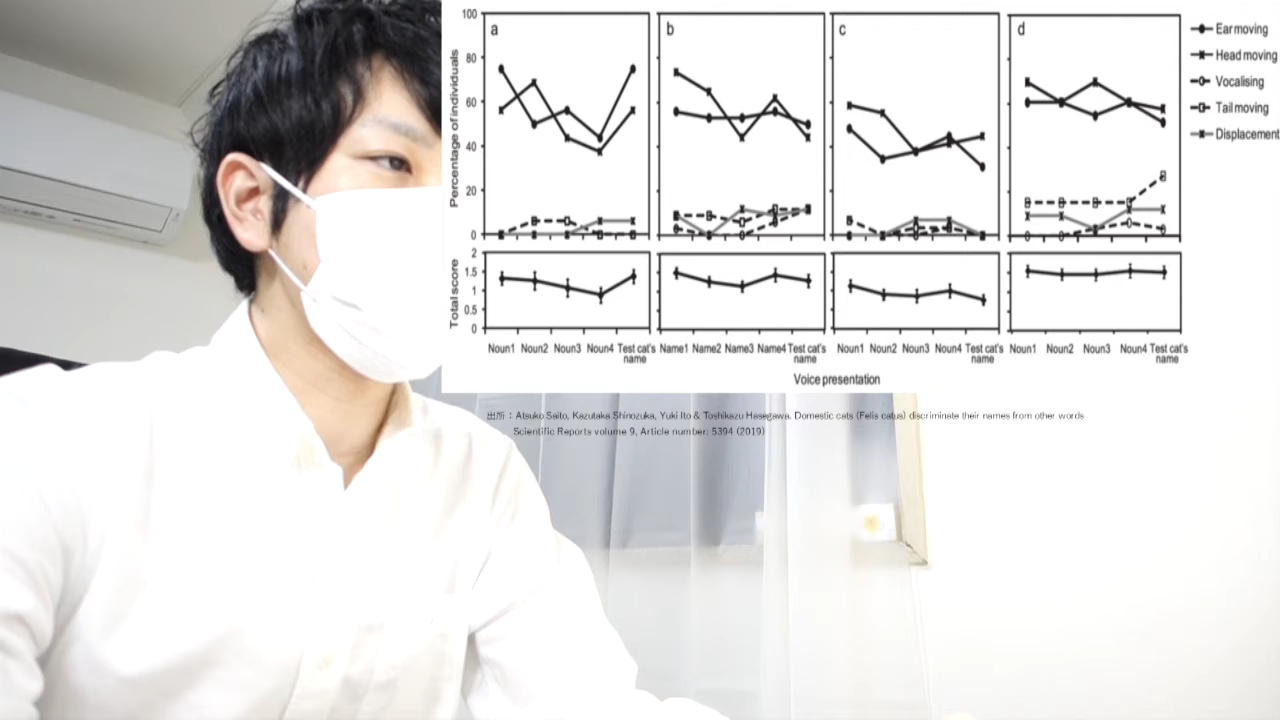 100
80
60
40
20
0
Percentage of individuals
a
b
c
d
Ear moving
Head moving
Vocalising
Tail moving
Displacement
2
1.5
1
0.5
0
Total score
Noun1 Noun2 Noun3 Noun4 Test cat's name
Name1 Name2 Name3 Name4 Test cat's name
Noun1 Noun2 Noun3 Noun4 Test cat's name
Noun1 Noun2 Noun3 Noun4 Test cat's name
Voice presentation
出所：Atsuko Saito, Kazutaka Shinozuka, Yuki Ito & Toshikazu Hasegawa. Domestic cats (Felis catus) discriminate their names from other words
Scientific Reports volume 9, Article number: 5394 (2019)